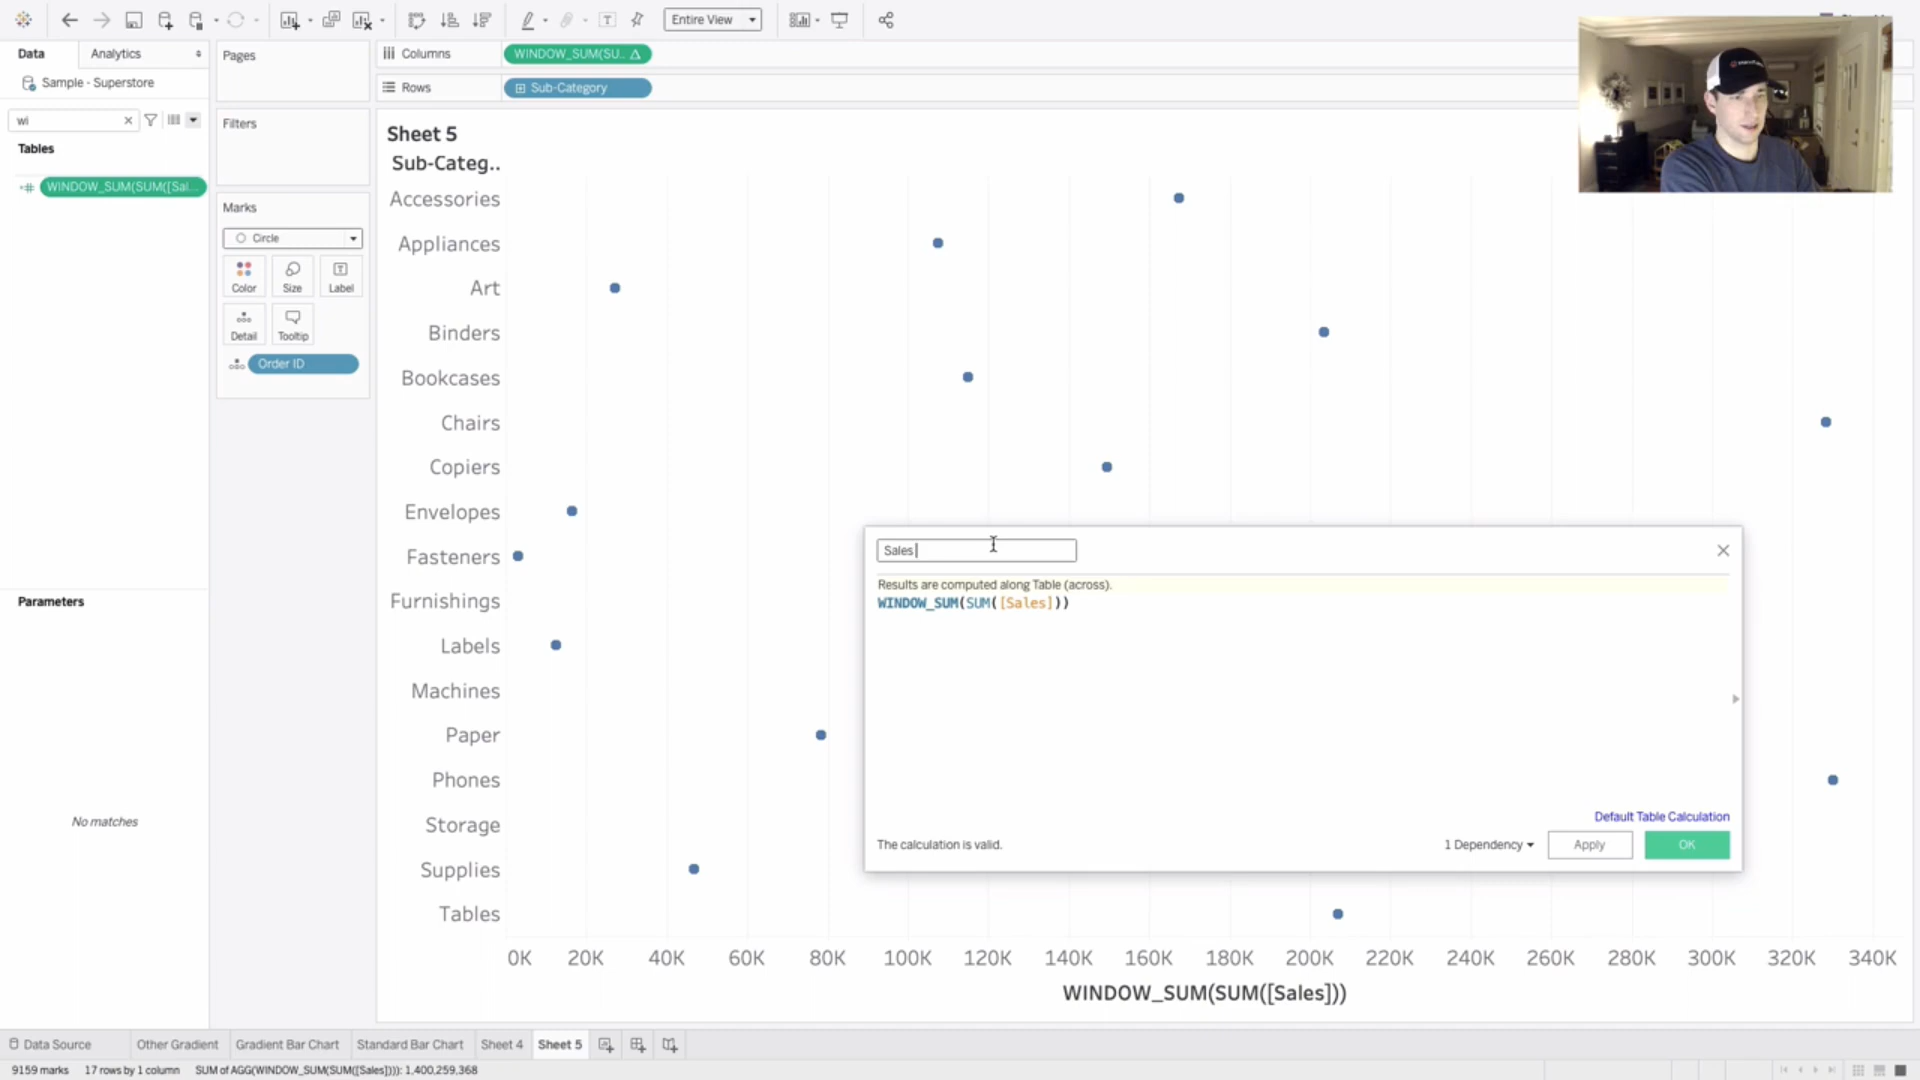 Entire View
Data
Analytics
Sample - Superstore
wi
Tables
WINDOW_SUM(SUM([Sal...
Parameters
No matches
Pages
Filters
Marks
Circle
Color
Size
Label
Detail
Tooltip
Order ID
Columns
WINDOW_SUM(SU..
Rows
Sub-Category
Sheet 5
Sub-Categ..
Accessories
Appliances
Art
Binders
Bookcases
Chairs
Copiers
Envelopes
Fasteners
Furnishings
Labels
Machines
Paper
Phones
Storage
Supplies
Tables
Sales
Results are computed along Table (across).
WINDOW_SUM(SUM([Sales]))
Default Table Calculation
The calculation is valid.
1 Dependency
Apply
OK
0K 20K 40K 60K 80K 100K 120K 140K 160K 180K 200K 220K 240K 260K 280K 300K 320K 340K
WINDOW_SUM(SUM([Sales]))
Data Source
Other Gradient
Gradient Bar Chart
Standard Bar Chart
Sheet 4
Sheet 5
9159 marks
17 rows by 1 column
SUM of AGG(WINDOW_SUM(SUM([Sales]))): 1,400,259,368